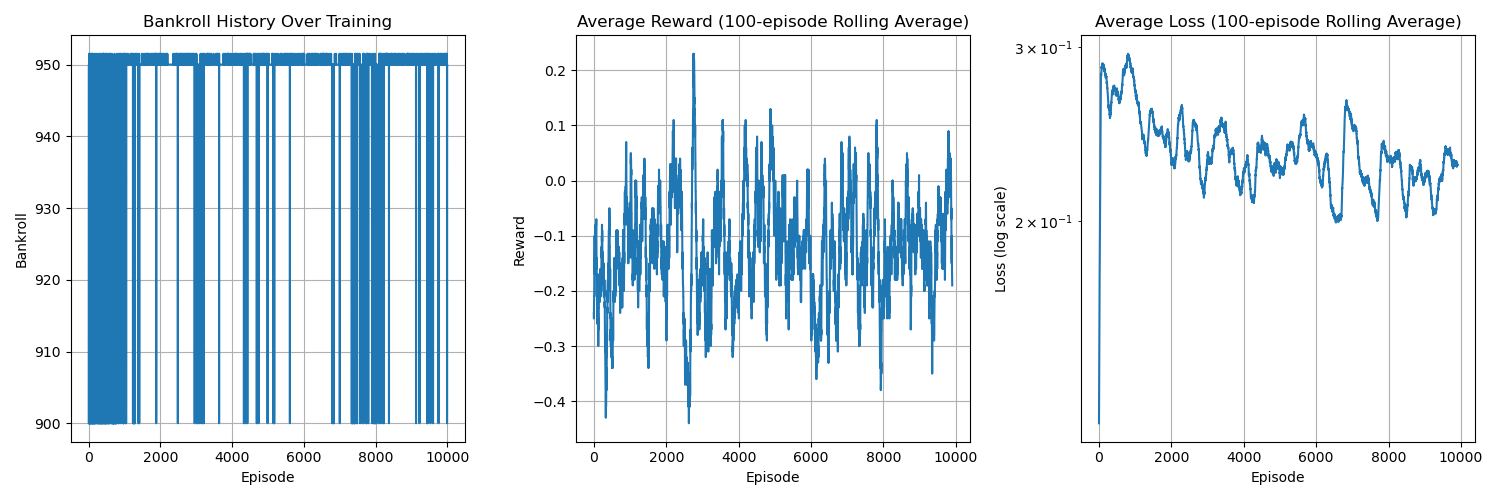 Bankroll History Over Training
Bankroll
950
940
930
920
910
900
0 2000 4000 6000 8000 10000
Episode
Average Reward (100-episode Rolling Average)
Reward
0.2
0.1
0.0
−0.1
−0.2
−0.3
−0.4
0 2000 4000 6000 8000 10000
Episode
Average Loss (100-episode Rolling Average)
Loss (log scale)
3 × 10⁻¹
2 × 10⁻¹
0 2000 4000 6000 8000 10000
Episode